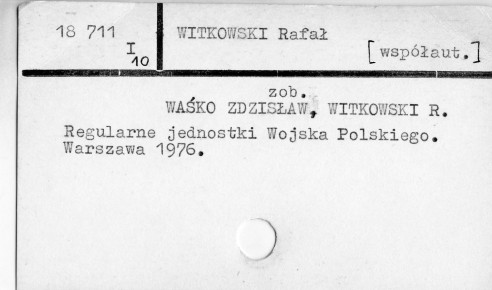 18 711
I
10
WITKOWSKI Rafał
[współaut.]
zob.
WAŚKO ZDZISŁAW, WITKOWSKI R.
Regularne jednostki Wojska Polskiego.
Warszawa 1976.